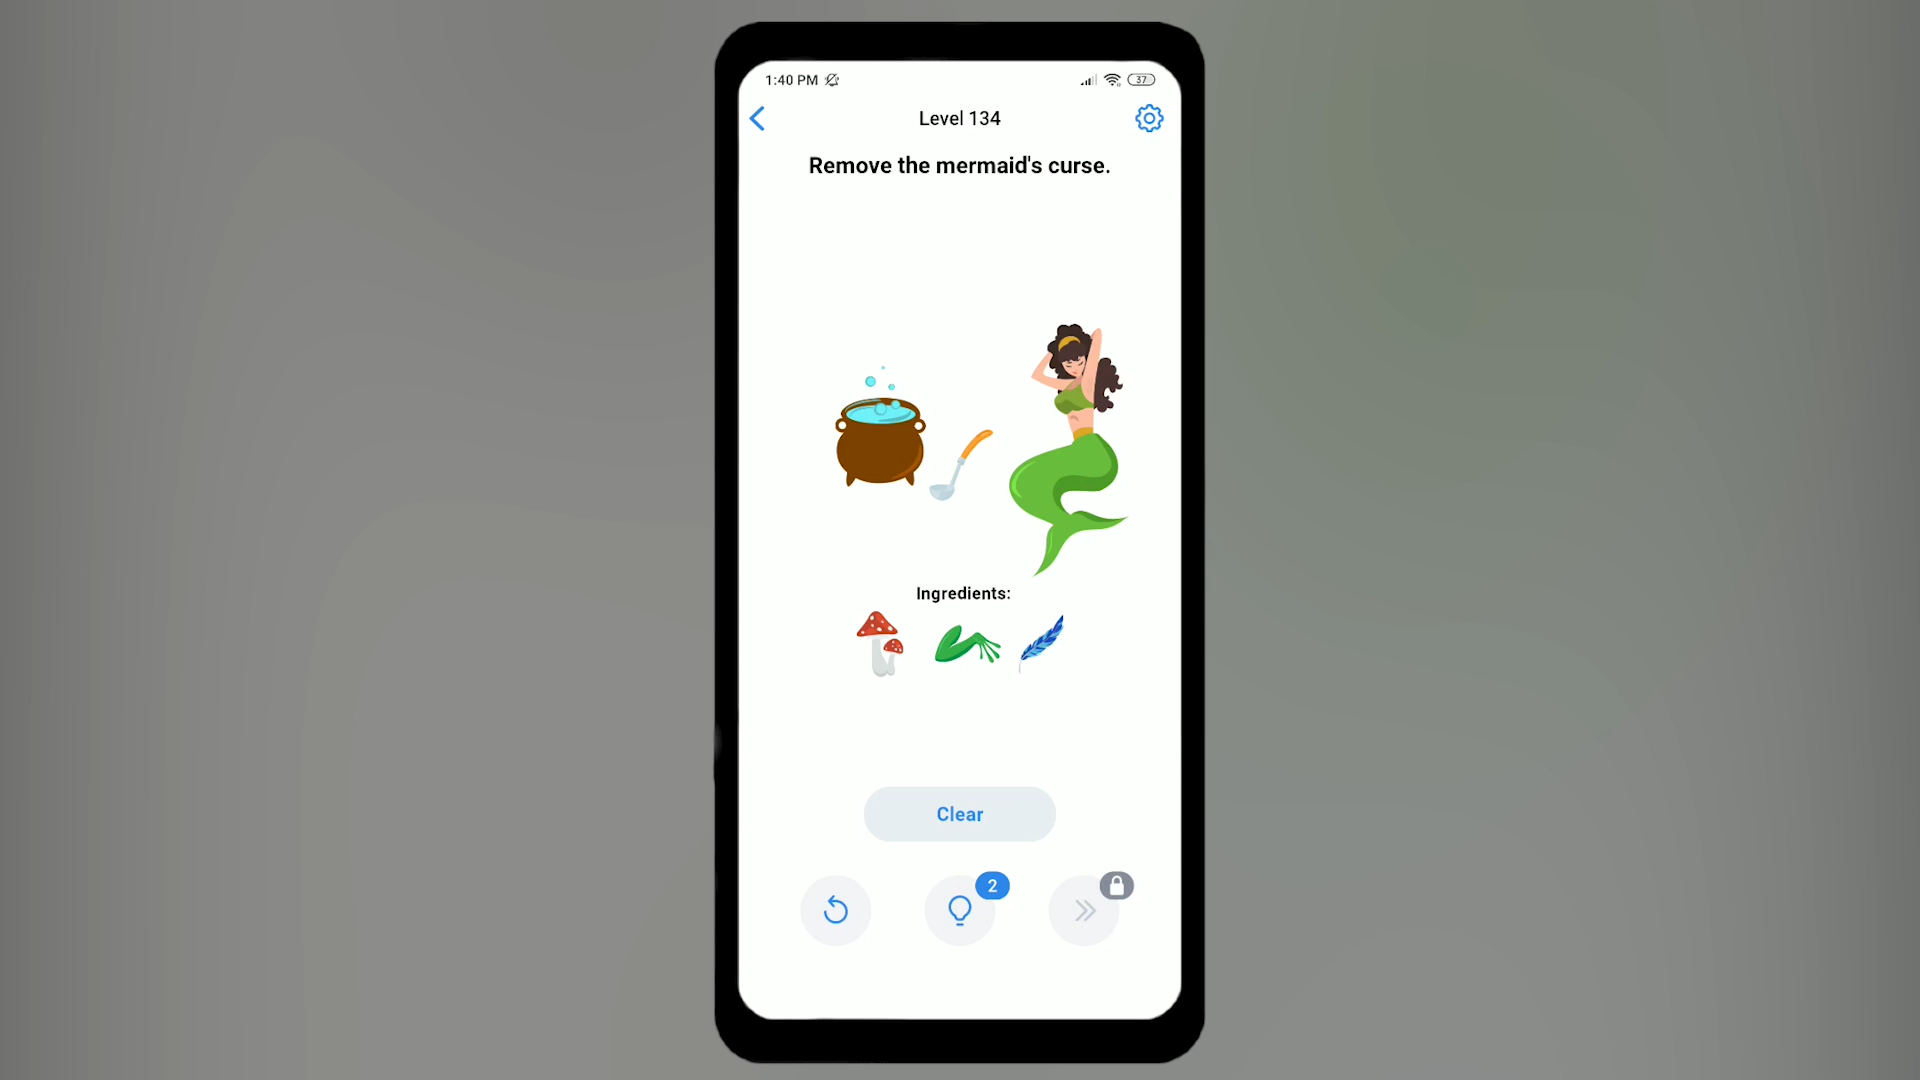 1:40 PM
37
Level 134
Remove the mermaid's curse.
Ingredients:
Clear
2